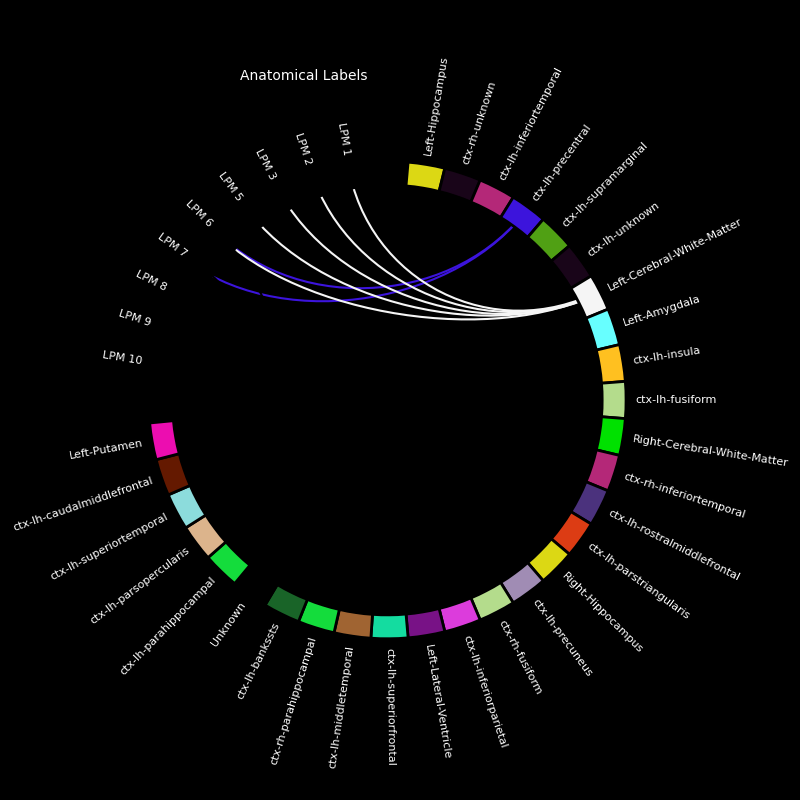 Anatomical Labels
LPM 1
LPM 2
LPM 3
LPM 5
LPM 6
LPM 7
LPM 8
LPM 9
LPM 10
Left-Hippocampus
ctx-rh-unknown
ctx-lh-inferiortemporal
ctx-lh-precentral
ctx-lh-supramarginal
ctx-lh-unknown
Left-Cerebral-White-Matter
Left-Amygdala
ctx-lh-insula
ctx-lh-fusiform
Right-Cerebral-White-Matter
ctx-rh-inferiortemporal
ctx-lh-rostralmiddlefrontal
ctx-lh-parstriangularis
Right-Hippocampus
ctx-lh-precuneus
ctx-rh-fusiform
ctx-lh-inferiorparietal
Left-Lateral-Ventricle
ctx-lh-superiorfrontal
ctx-lh-middletemporal
ctx-rh-parahippocampal
ctx-lh-bankssts
Unknown
ctx-lh-parahippocampal
ctx-lh-parsopercularis
ctx-lh-superiortemporal
ctx-lh-caudalmiddlefrontal
Left-Putamen